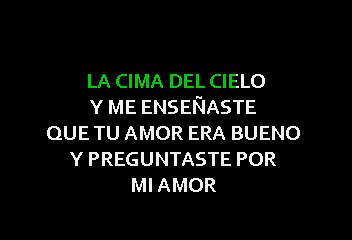 LA CIMA DEL CIELO
Y ME ENSEÑASTE
QUE TU AMOR ERA BUENO
Y PREGUNTASTE POR
MI AMOR